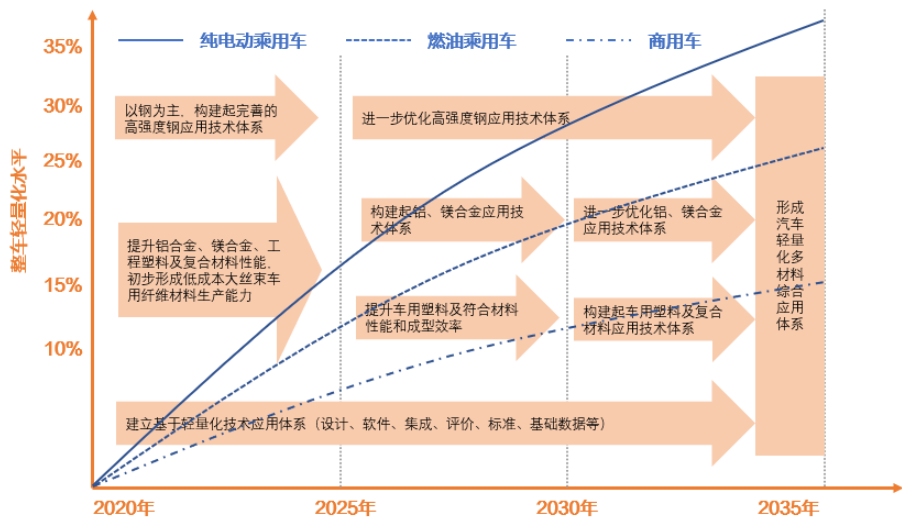 35%
30%
25%
20%
15%
10%
整车轻量化水平
纯电动乘用车
燃油乘用车
商用车
以钢为主，构建起完善的
高强度钢应用技术体系
进一步优化高强度钢应用技术体系
提升铝合金、镁合金、工
程塑料及复合材料性能，
初步形成低成本大丝束车
用纤维材料生产能力
构建起铝、镁合金应用技
术体系
进一步优化铝、镁合金
应用技术体系
提升车用塑料及符合材料
性能和成型效率
构建起车用塑料及复合
材料应用技术体系
建立基于轻量化技术应用体系（设计、软件、集成、评价、标准、基础数据等）
形成
汽车
轻量
化多
材料
综合
应用
体系
2020年
2025年
2030年
2035年